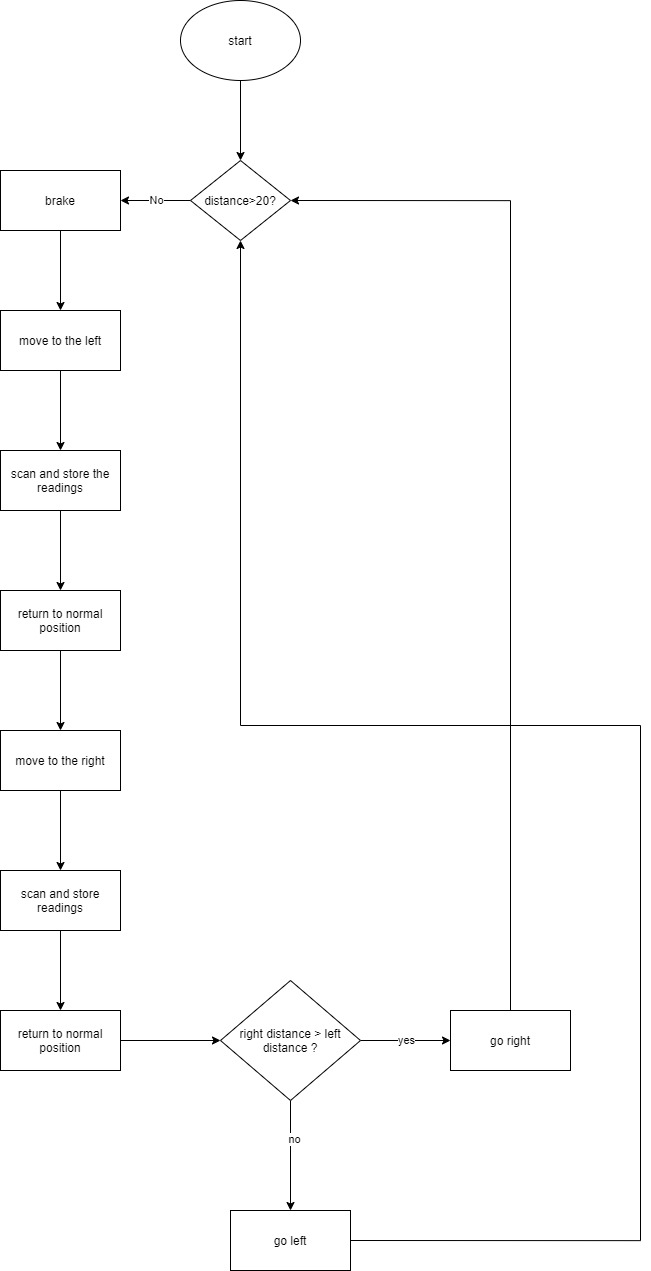 start
distance>20?
No
brake
move to the left
scan and store the
readings
return to normal
position
move to the right
scan and store
readings
return to normal
position
right distance > left
distance ?
yes
go right
no
go left